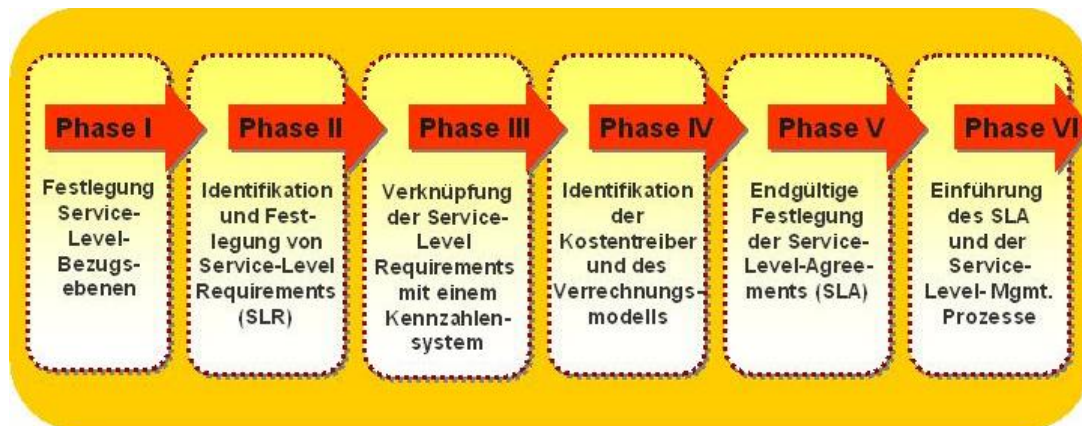 Phase I
Festlegung
Service-
Level-
Bezugs-
ebenen
Phase II
Identifikation
und Fest-
legung von
Service-Level
Requirements
(SLR)
Phase III
Verknüpfung
der Service-
Level
Requirements
mit einem
Kennzahlen-
system
Phase IV
Identifikation
der
Kostentreiber
und des
Verrechnungs-
modells
Phase V
Endgültige
Festlegung
der Service-
Level-Agree-
ments (SLA)
Phase VI
Einführung
des SLA
und der
Service-
Level- Mgmt.
Prozesse